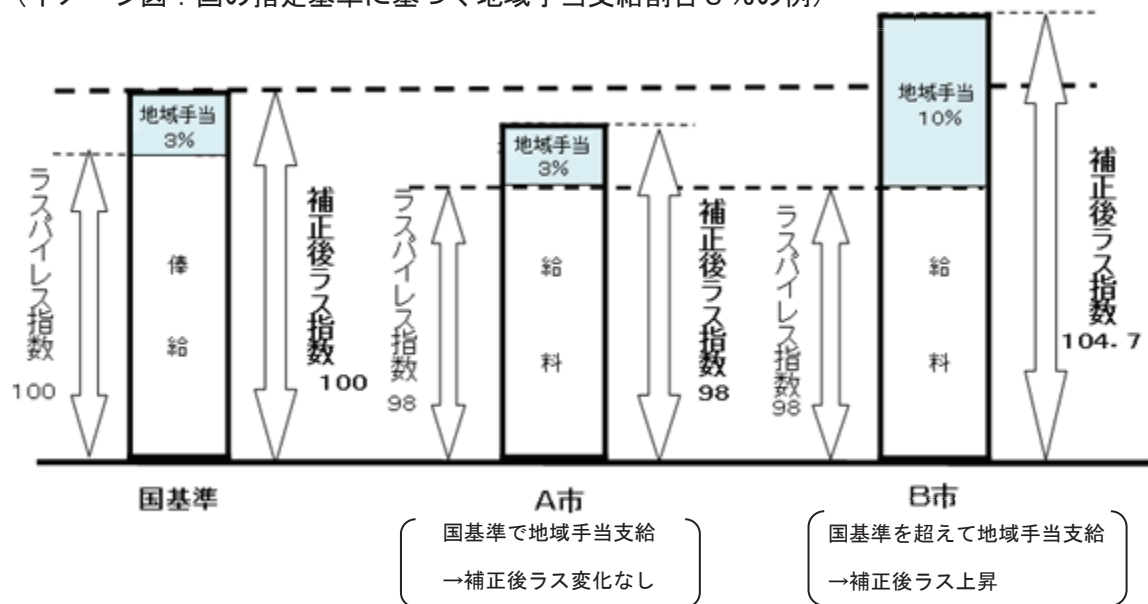 （イメージ図：国の指定基準に基づく地域手当支給割合3％の例）
地域手当
3%
ラスパイレス指数
100
俸
給
補正後ラス指数
100
国基準
地域手当
3%
ラスパイレス指数
98
給
料
補正後ラス指数
98
A市
国基準で地域手当支給
→補正後ラス変化なし
地域手当
10%
ラスパイレス指数
98
給
料
補正後ラス指数
104.7
B市
国基準を超えて地域手当支給
→補正後ラス上昇